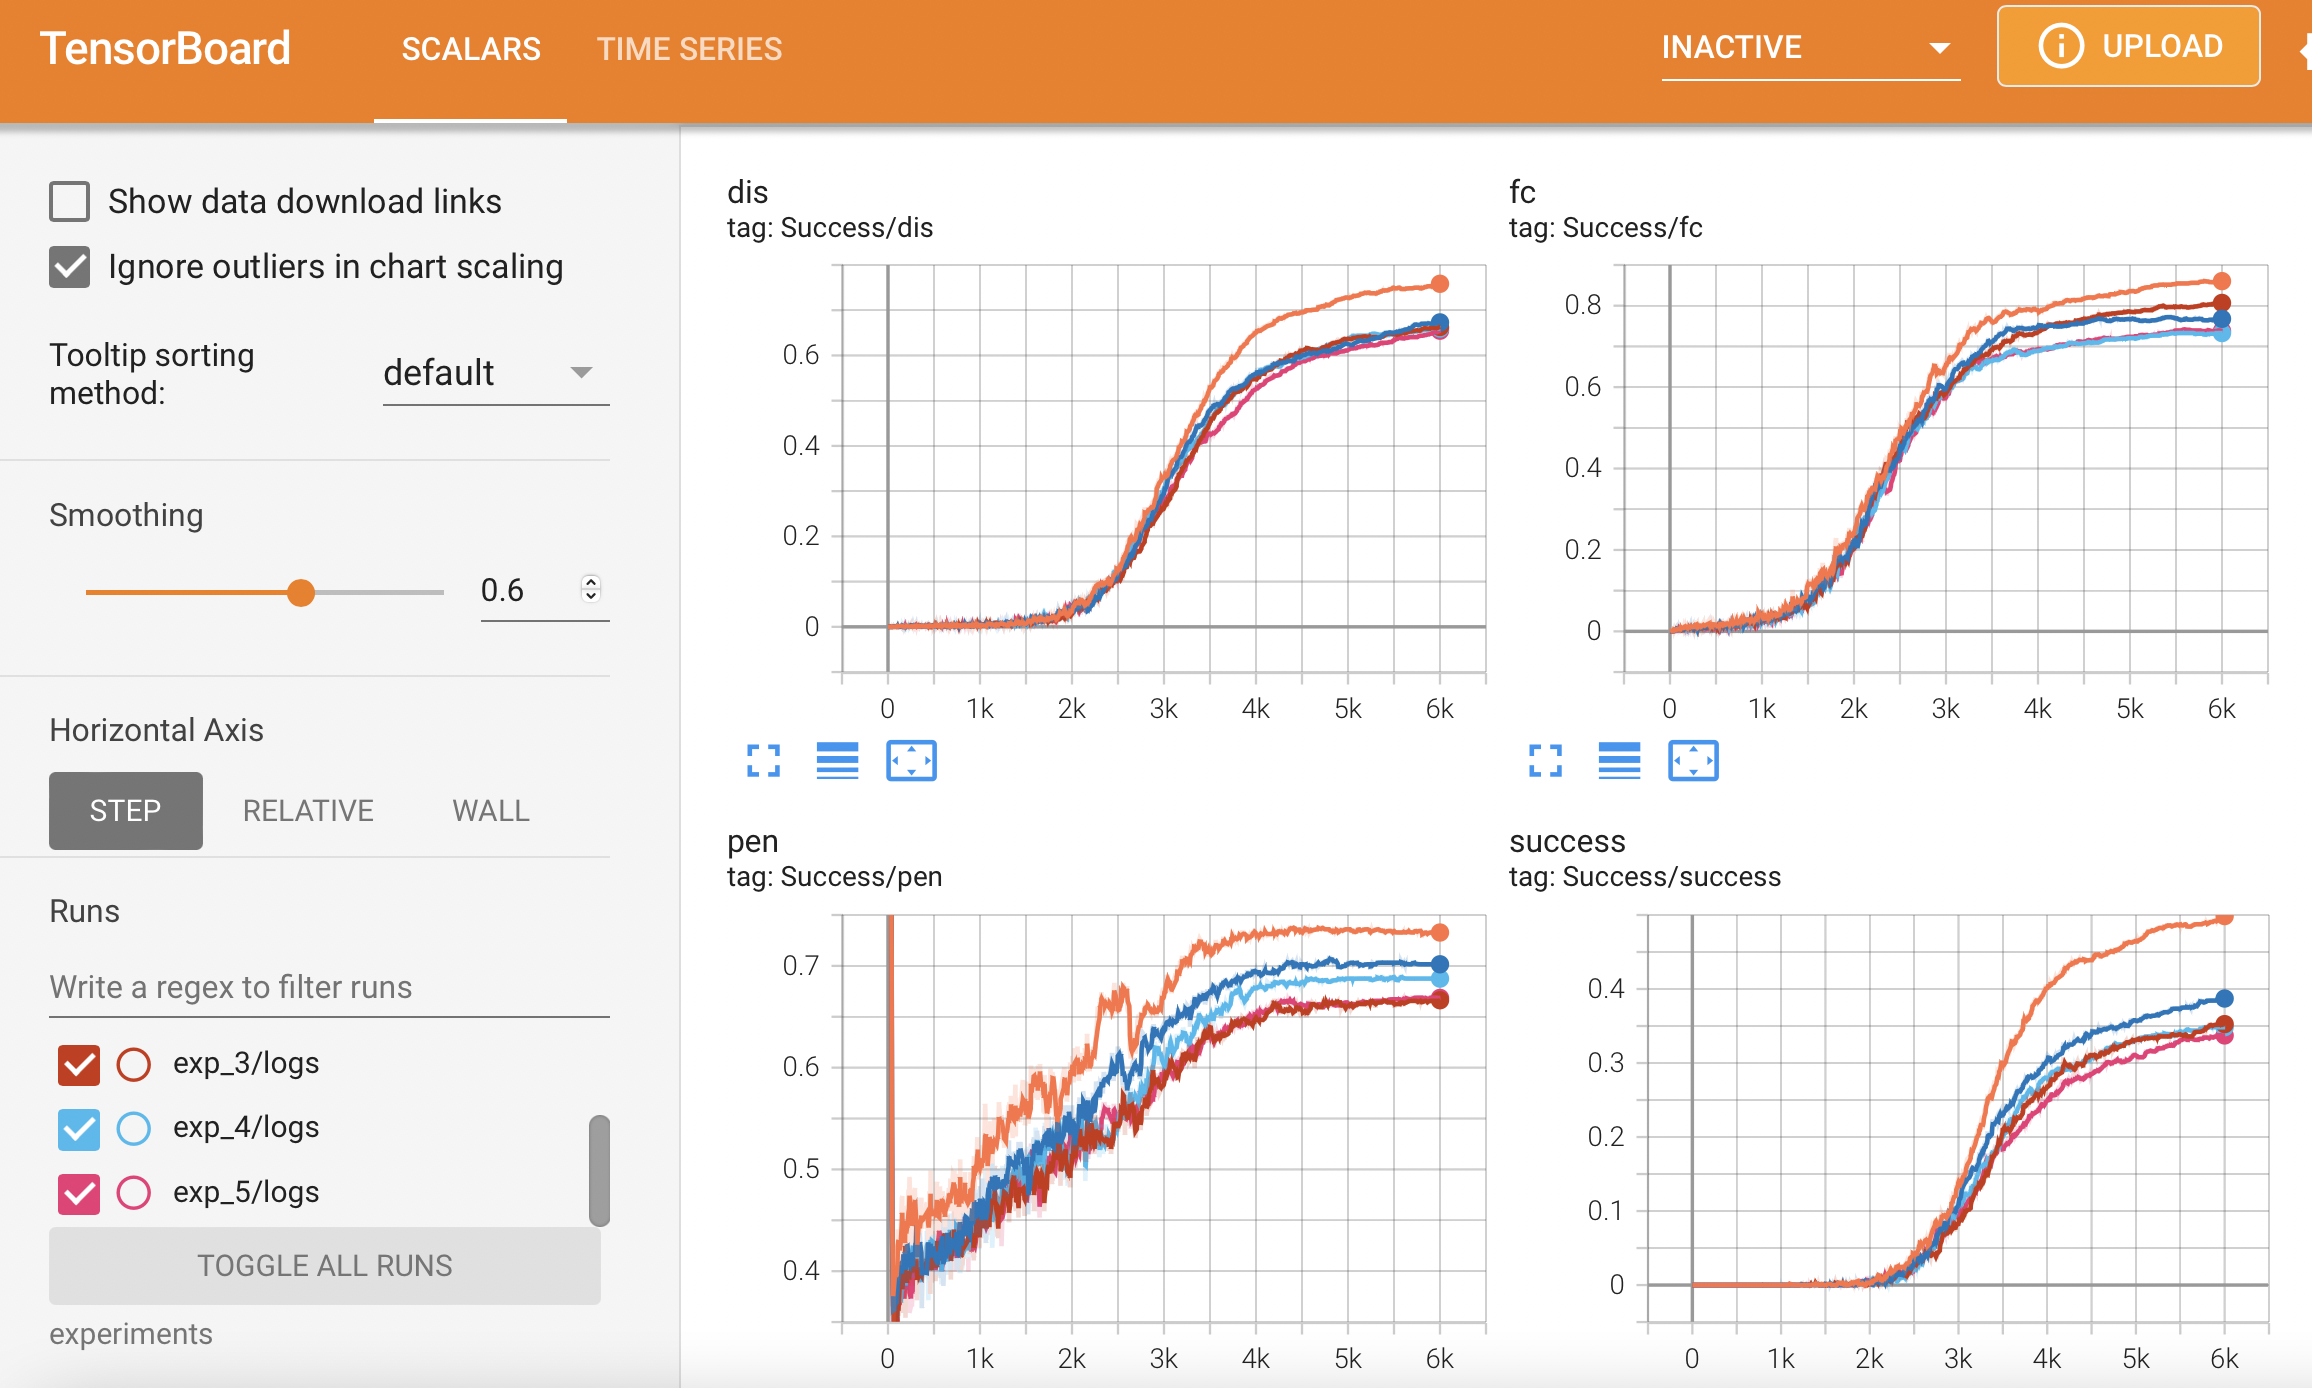 TensorBoard SCALARS TIME SERIES INACTIVE UPLOAD
Show data download links
Ignore outliers in chart scaling
Tooltip sorting
method:
default
Smoothing
0.6
Horizontal Axis
STEP RELATIVE WALL
Runs
Write a regex to filter runs
exp_3/logs
exp_4/logs
exp_5/logs
TOGGLE ALL RUNS
experiments
dis
tag: Success/dis
0.6
0.4
0.2
0
0 1k 2k 3k 4k 5k 6k
fc
tag: Success/fc
0.8
0.6
0.4
0.2
0
0 1k 2k 3k 4k 5k 6k
pen
tag: Success/pen
0.7
0.6
0.5
0.4
0 1k 2k 3k 4k 5k 6k
success
tag: Success/success
0.4
0.3
0.2
0.1
0
0 1k 2k 3k 4k 5k 6k